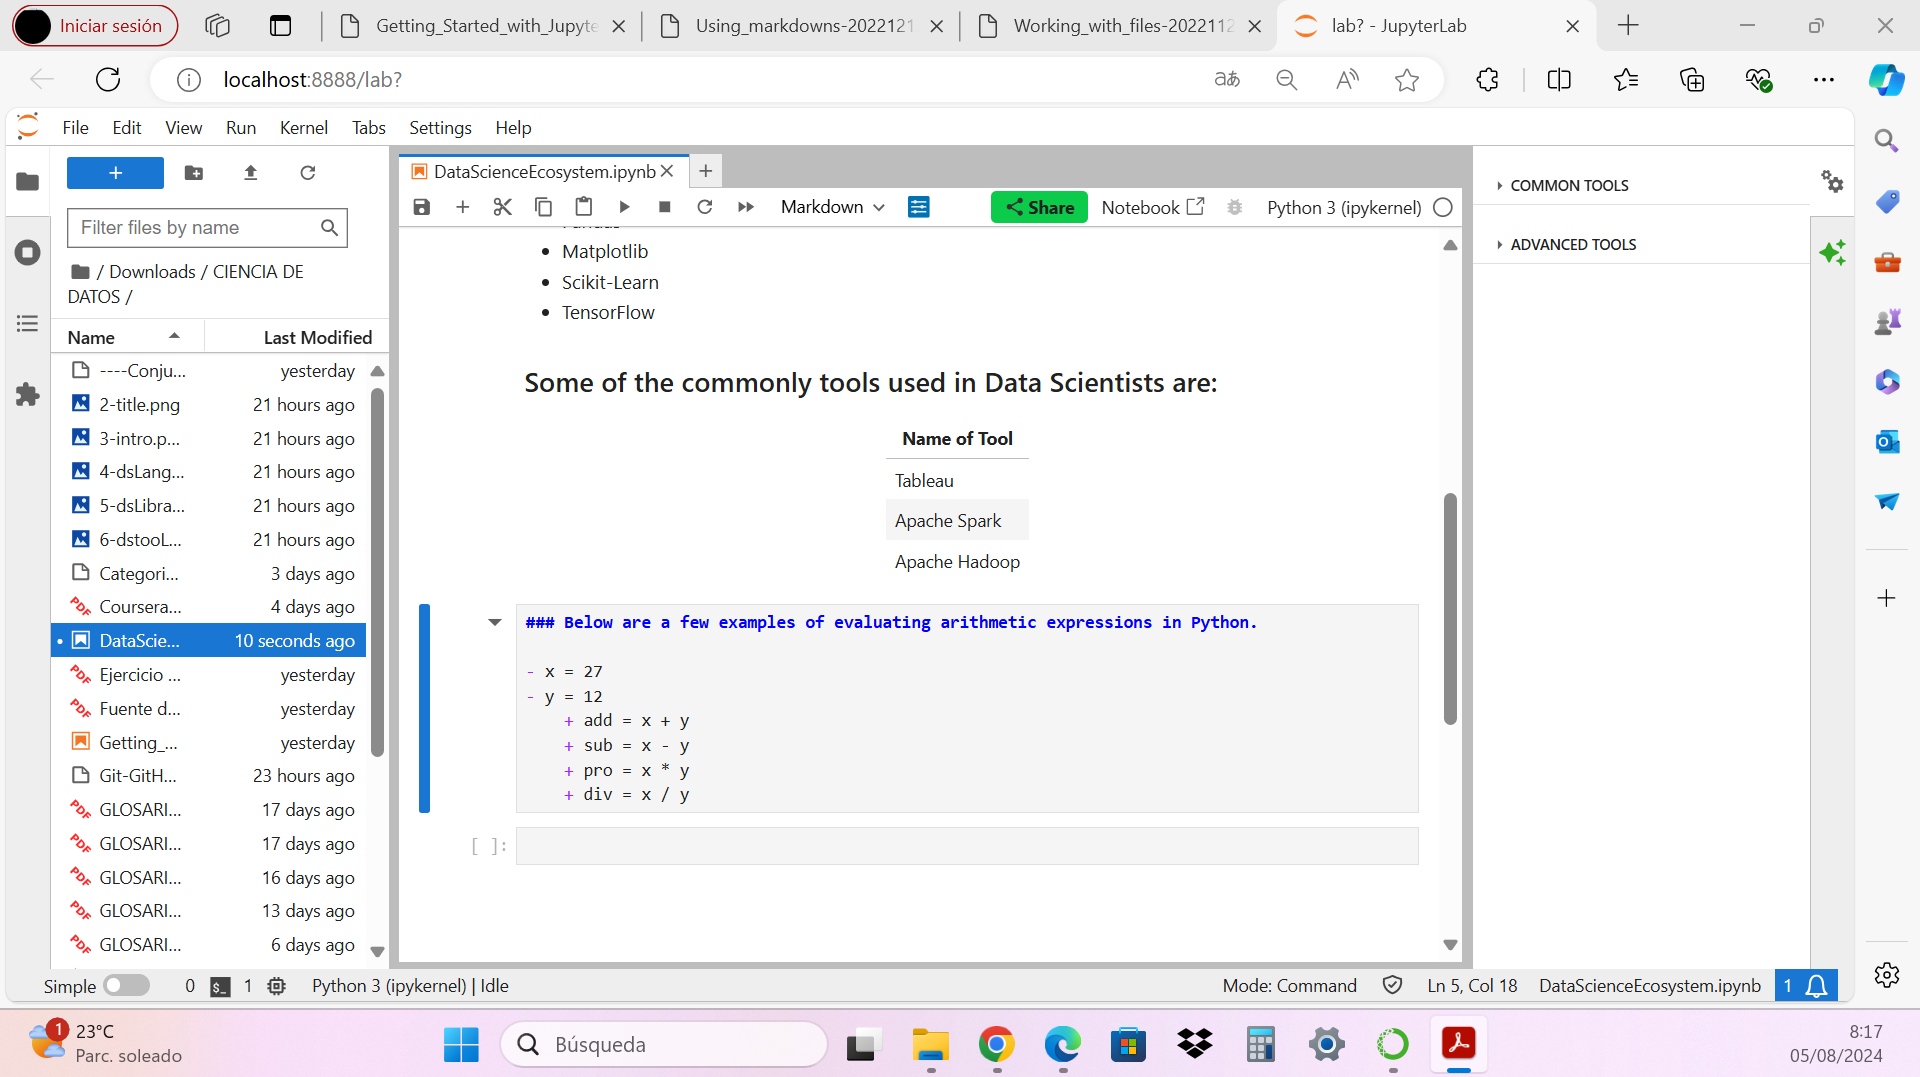 Iniciar sesión
Getting_Started_with_Jupyte
Using_markdowns-2022121
Working_with_files-2022112
lab? - JupyterLab
localhost:8888/lab?
File Edit View Run Kernel Tabs Settings Help
+
DataScienceEcosystem.ipynb
Markdown
Share
Notebook
Python 3 (ipykernel)
Filter files by name
/ Downloads / CIENCIA DE
DATOS /
Name Last Modified
----Conju... yesterday
2-title.png 21 hours ago
3-intro.p... 21 hours ago
4-dsLang... 21 hours ago
5-dsLibra... 21 hours ago
6-dstooL... 21 hours ago
Categori... 3 days ago
Coursera... 4 days ago
DataScie... 10 seconds ago
Ejercicio ... yesterday
Fuente d... yesterday
Getting_... yesterday
Git-GitH... 23 hours ago
GLOSARI... 17 days ago
GLOSARI... 17 days ago
GLOSARI... 16 days ago
GLOSARI... 13 days ago
GLOSARI... 6 days ago
• Matplotlib
• Scikit-Learn
• TensorFlow
Some of the commonly tools used in Data Scientists are:
Name of Tool
Tableau
Apache Spark
Apache Hadoop
### Below are a few examples of evaluating arithmetic expressions in Python.
- x = 27
- y = 12
+ add = x + y
+ sub = x - y
+ pro = x * y
+ div = x / y
[ ]:
COMMON TOOLS
ADVANCED TOOLS
Simple 0 $_ 1 Python 3 (ipykernel) | Idle
Mode: Command Ln 5, Col 18 DataScienceEcosystem.ipynb 1
1 23°C
Parc. soleado
Búsqueda
8:17
05/08/2024